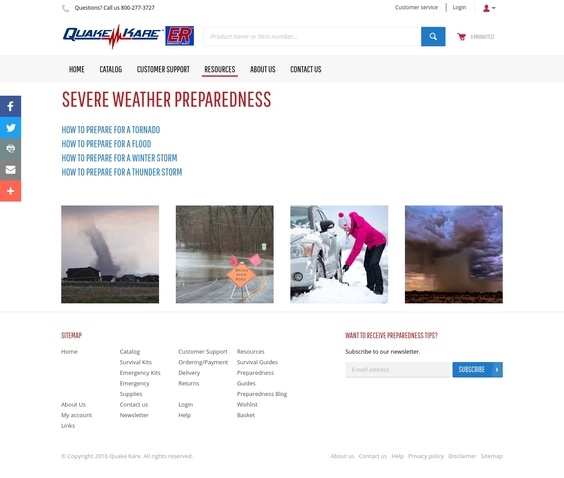 Questions? Call us 800-277-3727
Customer service
Login
QUAKE KARE
ER
Product name or item number...
0 PRODUCT(S)
HOME CATALOG CUSTOMER SUPPORT RESOURCES ABOUT US CONTACT US
SEVERE WEATHER PREPAREDNESS
HOW TO PREPARE FOR A TORNADO
HOW TO PREPARE FOR A FLOOD
HOW TO PREPARE FOR A WINTER STORM
HOW TO PREPARE FOR A THUNDER STORM
SITEMAP
Home Catalog Customer Support Resources
Survival Kits Ordering/Payment Survival Guides
Emergency Kits Delivery Preparedness
Emergency Returns Guides
Supplies Preparedness Blog
About Us Contact us Login Wishlist
My account Newsletter Help Basket
Links
WANT TO RECEIVE PREPAREDNESS TIPS?
Subscribe to our newsletter.
E-mail address
SUBSCRIBE
© Copyright 2016 Quake Kare. All rights reserved.
About us Contact us Help Privacy policy Disclaimer Sitemap